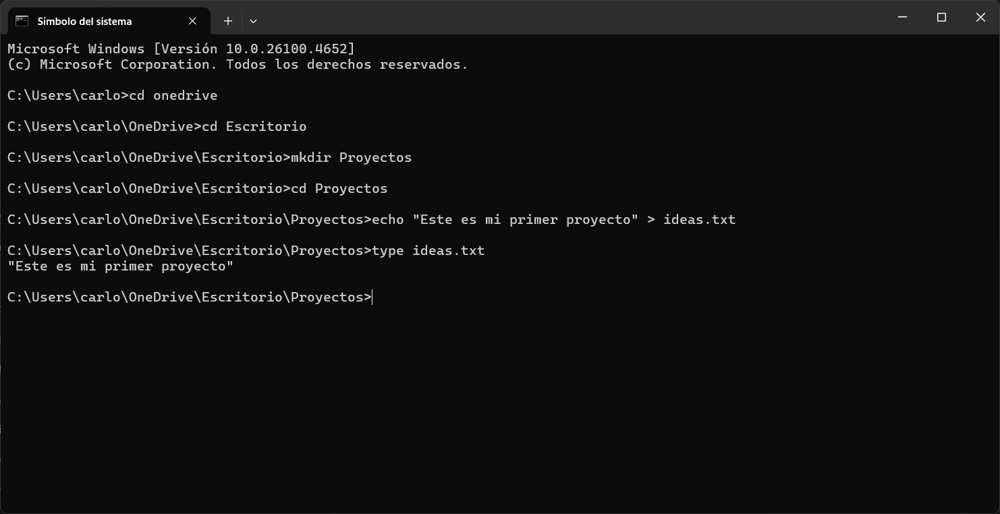 Símbolo del sistema
Microsoft Windows [Versión 10.0.26100.4652]
(c) Microsoft Corporation. Todos los derechos reservados.
C:\Users\carlo>cd onedrive
C:\Users\carlo\OneDrive>cd Escritorio
C:\Users\carlo\OneDrive\Escritorio>mkdir Proyectos
C:\Users\carlo\OneDrive\Escritorio>cd Proyectos
C:\Users\carlo\OneDrive\Escritorio\Proyectos>echo "Este es mi primer proyecto" > ideas.txt
C:\Users\carlo\OneDrive\Escritorio\Proyectos>type ideas.txt
"Este es mi primer proyecto"
C:\Users\carlo\OneDrive\Escritorio\Proyectos>